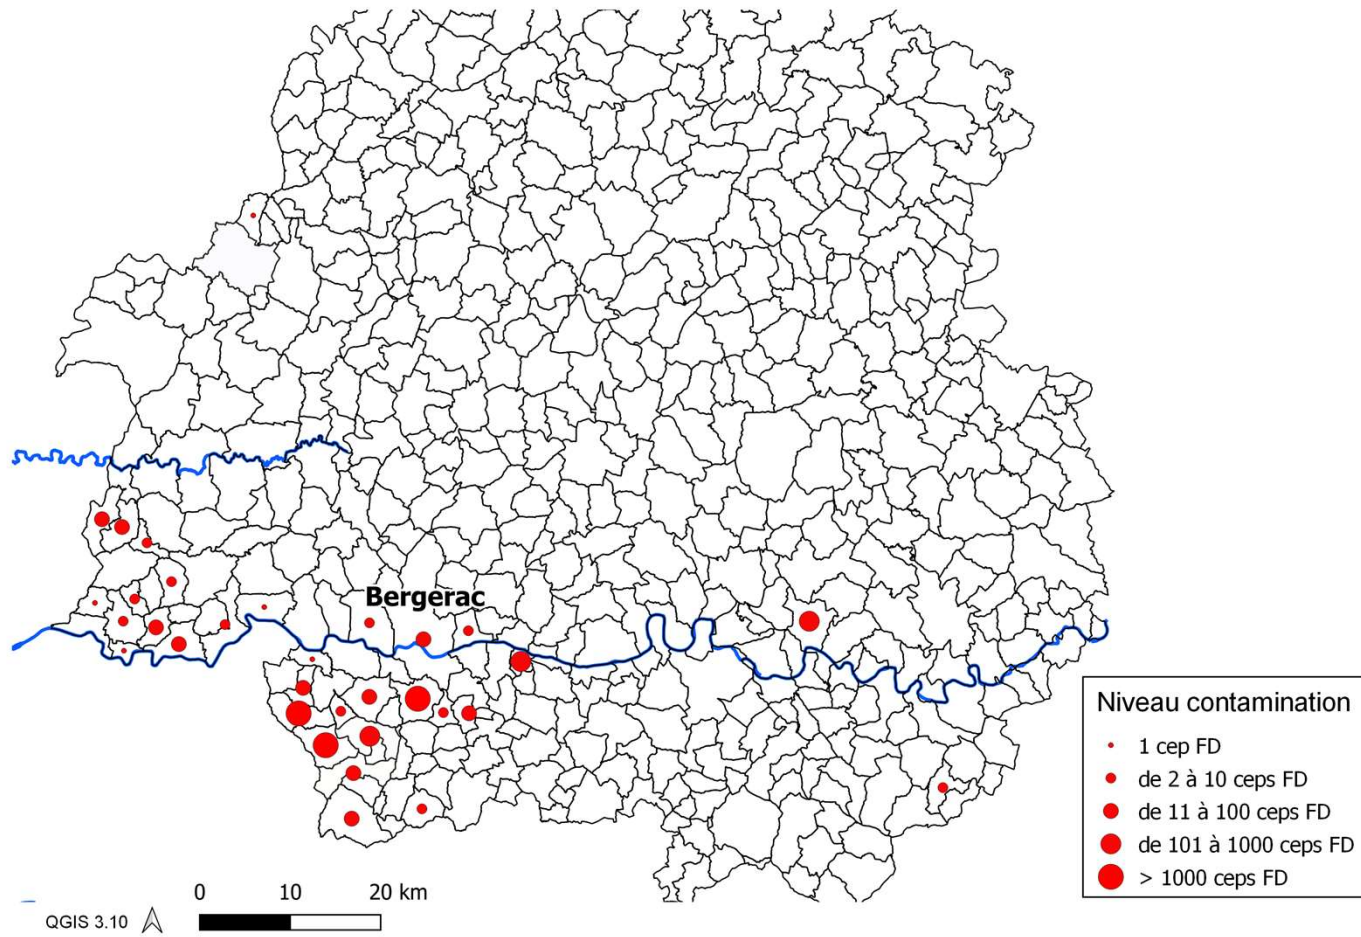 Bergerac
Niveau contamination
1 cep FD
de 2 à 10 ceps FD
de 11 à 100 ceps FD
de 101 à 1000 ceps FD
> 1000 ceps FD
0 10 20 km
QGIS 3.10